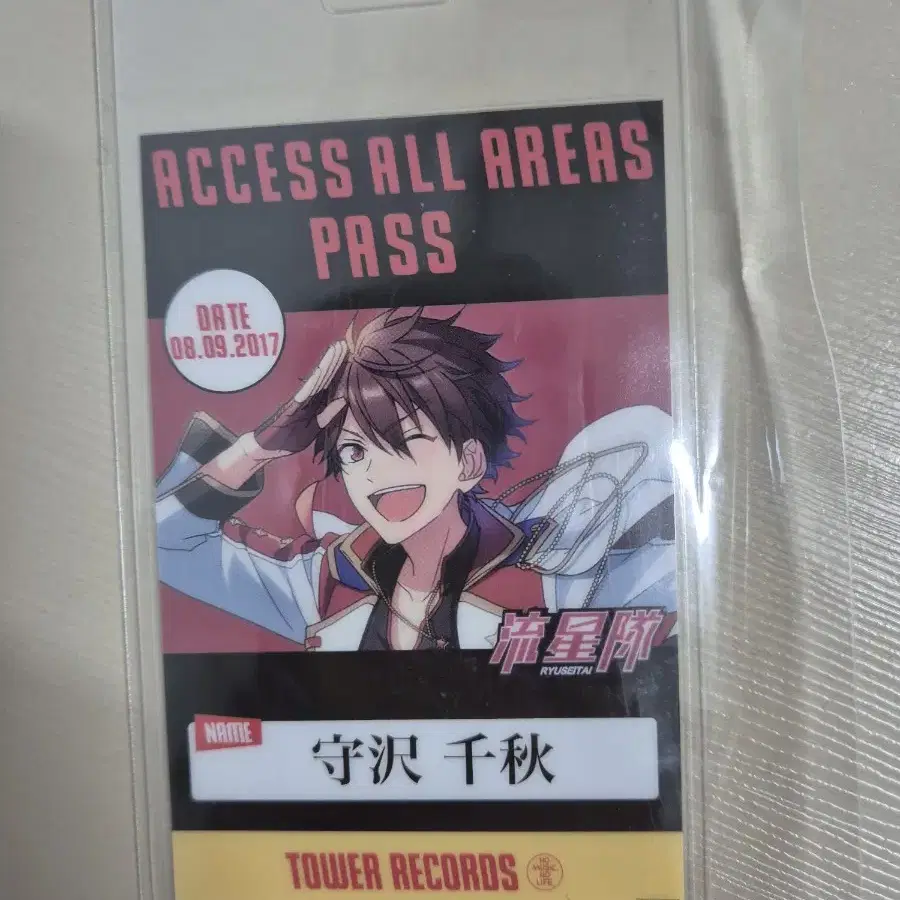 ACCESS ALL AREAS
PASS
DATE
08.09.2017
流星隊
RYUSEITAI
NAME
守沢 千秋
TOWER RECORDS
NO
MUSIC,
NO
LIFE.